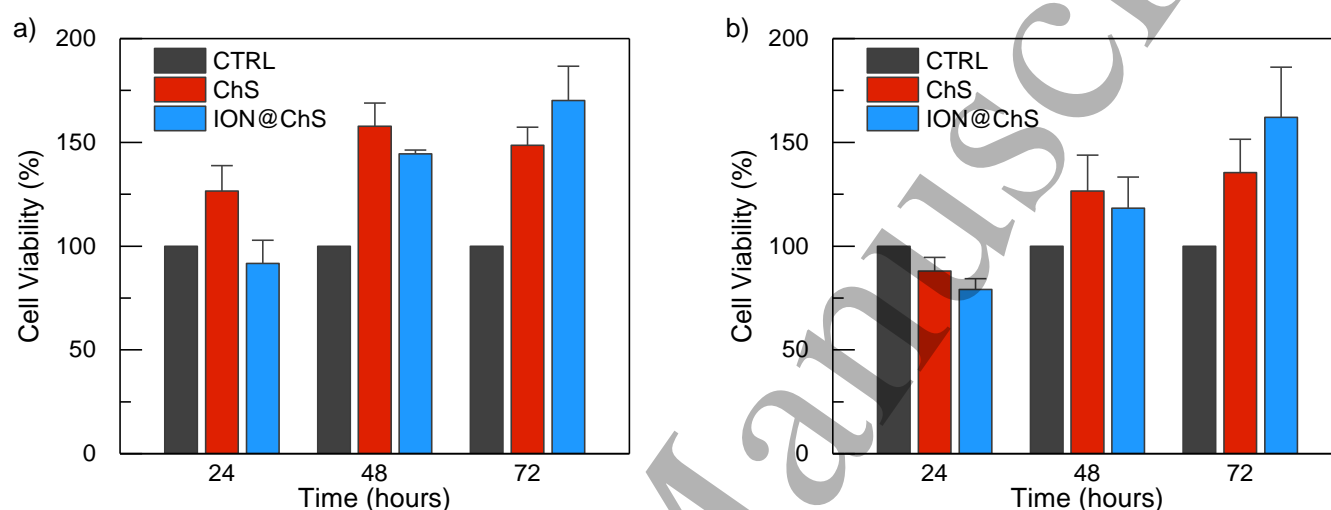 a)
200
150
100
50
0
Cell Viability (%)
CTRL
ChS
ION@ChS
24 48 72
Time (hours)
b)
200
150
100
50
0
Cell Viability (%)
CTRL
ChS
ION@ChS
24 48 72
Time (hours)
Manusc